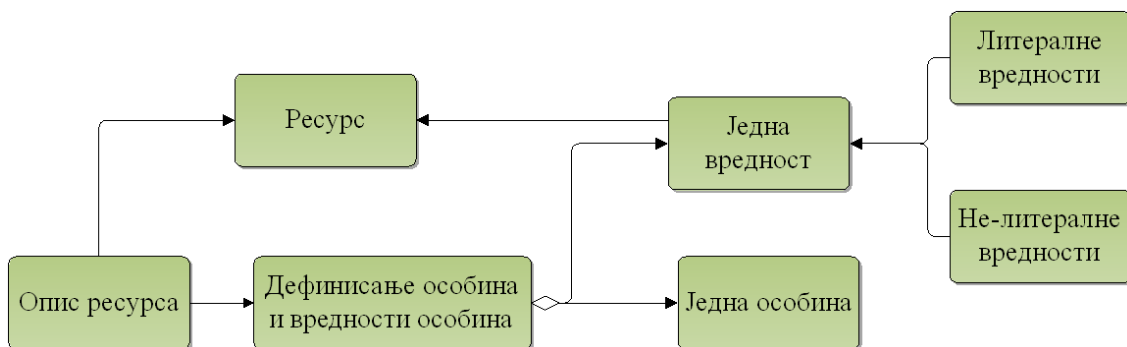 Литералне
вредности
Ресурс
Једна
вредност
Не-литералне
вредности
Опис ресурса
Дефинисање особина
и вредности особина
Једна особина